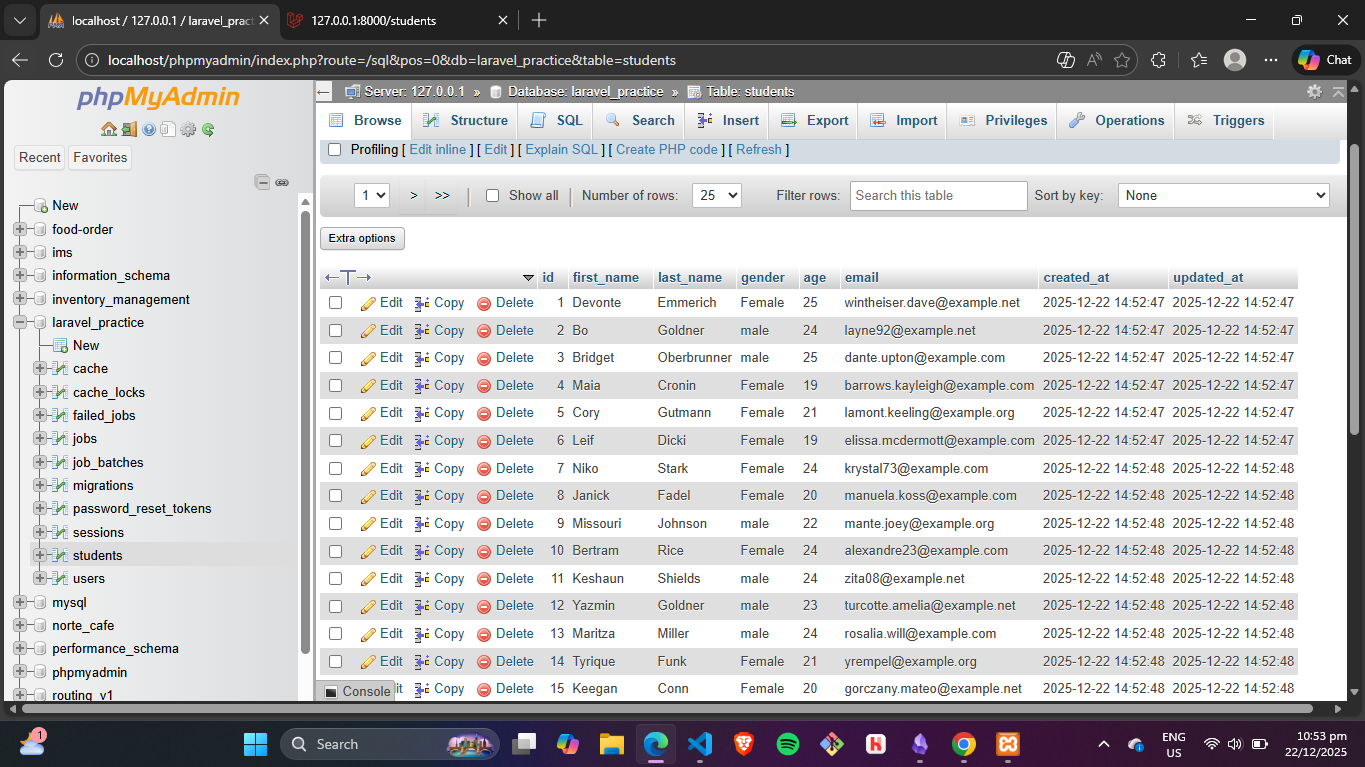 localhost / 127.0.0.1 / laravel_pract
127.0.0.1:8000/students
localhost/phpmyadmin/index.php?route=/sql&pos=0&db=laravel_practice&table=students
Chat
phpMyAdmin
Recent
Favorites
New
food-order
ims
information_schema
inventory_management
laravel_practice
New
cache
cache_locks
failed_jobs
jobs
job_batches
migrations
password_reset_tokens
sessions
students
users
mysql
norte_cafe
performance_schema
phpmyadmin
routing_v1
Server: 127.0.0.1 » Database: laravel_practice » Table: students
Browse Structure SQL Search Insert Export Import Privileges Operations Triggers
Profiling [ Edit inline ] [ Edit ] [ Explain SQL ] [ Create PHP code ] [ Refresh ]
1 > >> | Show all | Number of rows: 25 Filter rows: Search this table Sort by key: None
Extra options
id first_name last_name gender age email created_at updated_at
Edit Copy Delete 1 Devonte Emmerich Female 25 wintheiser.dave@example.net 2025-12-22 14:52:47 2025-12-22 14:52:47
Edit Copy Delete 2 Bo Goldner male 24 layne92@example.net 2025-12-22 14:52:47 2025-12-22 14:52:47
Edit Copy Delete 3 Bridget Oberbrunner male 25 dante.upton@example.com 2025-12-22 14:52:47 2025-12-22 14:52:47
Edit Copy Delete 4 Maia Cronin Female 19 barrows.kayleigh@example.com 2025-12-22 14:52:47 2025-12-22 14:52:47
Edit Copy Delete 5 Cory Gutmann Female 21 lamont.keeling@example.org 2025-12-22 14:52:47 2025-12-22 14:52:47
Edit Copy Delete 6 Leif Dicki Female 19 elissa.mcdermott@example.com 2025-12-22 14:52:47 2025-12-22 14:52:47
Edit Copy Delete 7 Niko Stark Female 24 krystal73@example.com 2025-12-22 14:52:48 2025-12-22 14:52:48
Edit Copy Delete 8 Janick Fadel Female 20 manuela.koss@example.com 2025-12-22 14:52:48 2025-12-22 14:52:48
Edit Copy Delete 9 Missouri Johnson male 22 mante.joey@example.org 2025-12-22 14:52:48 2025-12-22 14:52:48
Edit Copy Delete 10 Bertram Rice Female 24 alexandre23@example.com 2025-12-22 14:52:48 2025-12-22 14:52:48
Edit Copy Delete 11 Keshaun Shields male 24 zita08@example.net 2025-12-22 14:52:48 2025-12-22 14:52:48
Edit Copy Delete 12 Yazmin Goldner male 23 turcotte.amelia@example.net 2025-12-22 14:52:48 2025-12-22 14:52:48
Edit Copy Delete 13 Maritza Miller male 24 rosalia.will@example.com 2025-12-22 14:52:48 2025-12-22 14:52:48
Edit Copy Delete 14 Tyrique Funk Female 21 yrempel@example.org 2025-12-22 14:52:48 2025-12-22 14:52:48
Console it Copy Delete 15 Keegan Conn Female 20 gorczany.mateo@example.net 2025-12-22 14:52:48 2025-12-22 14:52:48
1
Search
ENG
US
10:53 pm
22/12/2025